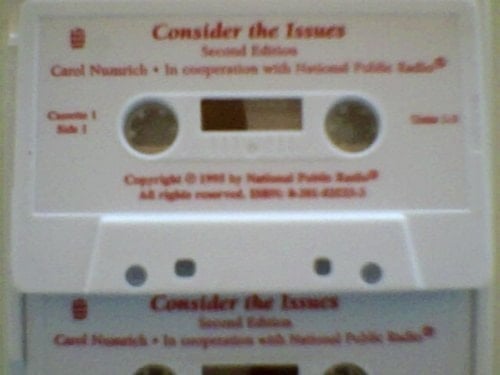 Consider the Issues
Second Edition
Carol Numrich • In cooperation with National Public Radio®
Cassette 1
Side 1
Copyright © 1995 by National Public Radio®
All rights reserved. ISBN:
Consider the Issues
Second Edition
Carol Numrich • In cooperation with National Public Radio®